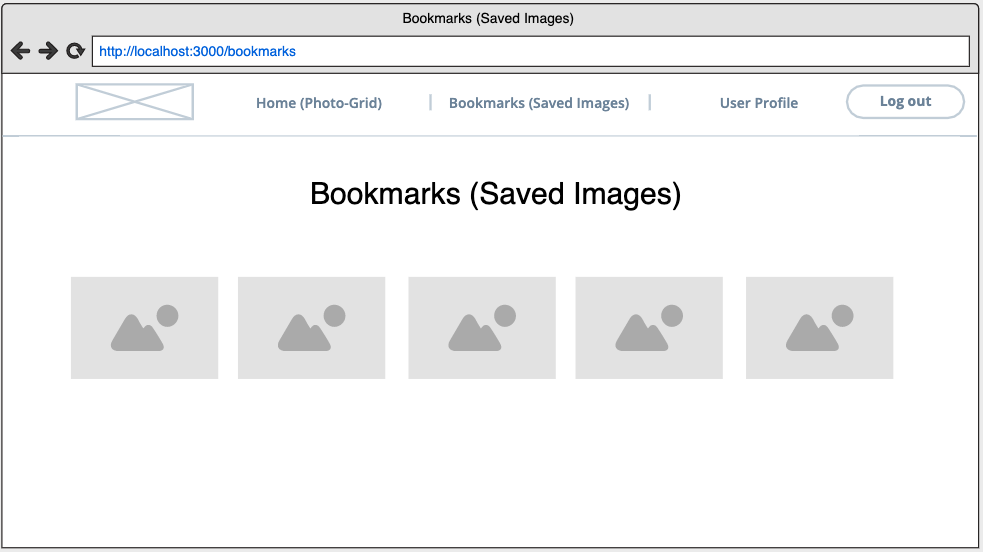 Bookmarks (Saved Images)
http://localhost:3000/bookmarks
Home (Photo-Grid) | Bookmarks (Saved Images) | User Profile Log out
Bookmarks (Saved Images)